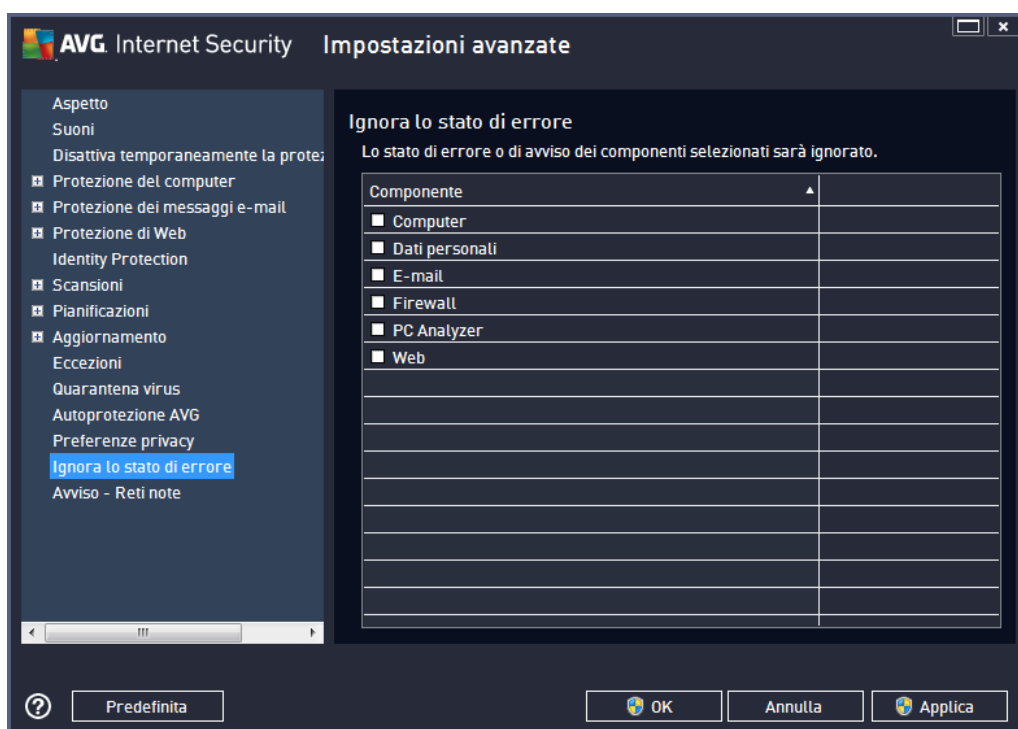 AVG. Internet Security
Impostazioni avanzate
Aspetto
Suoni
Disattiva temporaneamente la protez
Protezione del computer
Protezione dei messaggi e-mail
Protezione di Web
Identity Protection
Scansioni
Pianificazioni
Aggiornamento
Eccezioni
Quarantena virus
Autoprotezione AVG
Preferenze privacy
Ignora lo stato di errore
Avviso - Reti note
Ignora lo stato di errore
Lo stato di errore o di avviso dei componenti selezionati sarà ignorato.
Componente
Computer
Dati personali
E-mail
Firewall
PC Analyzer
Web
Predefinita
OK
Annulla
Applica